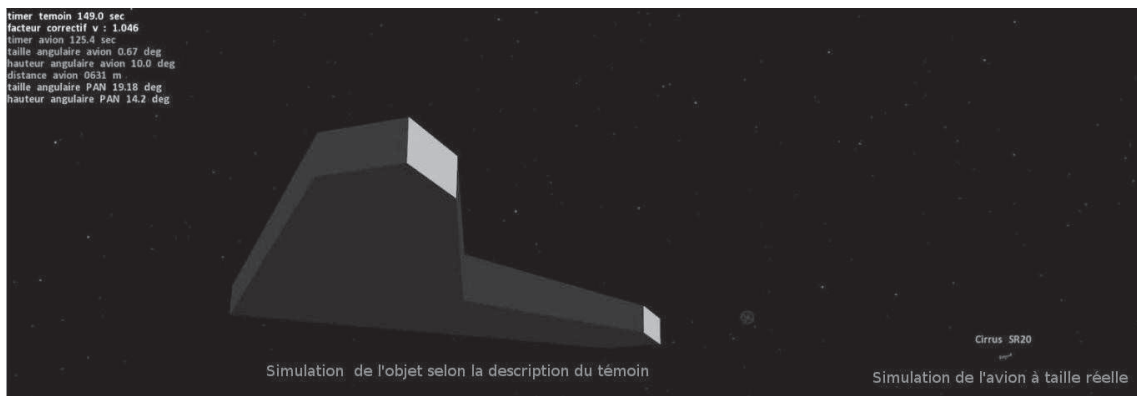 timer temoin 149.0 sec
facteur correctif v : 1.046
timer avion 125.4 sec
taille angulaire avion 0.67 deg
hauteur angulaire avion 10.0 deg
distance avion 0631 m
taille angulaire PAN 19.18 deg
hauteur angulaire PAN 14.2 deg
Cirrus SR20
Simulation de l'objet selon la description du témoin
Simulation de l'avion à taille réelle